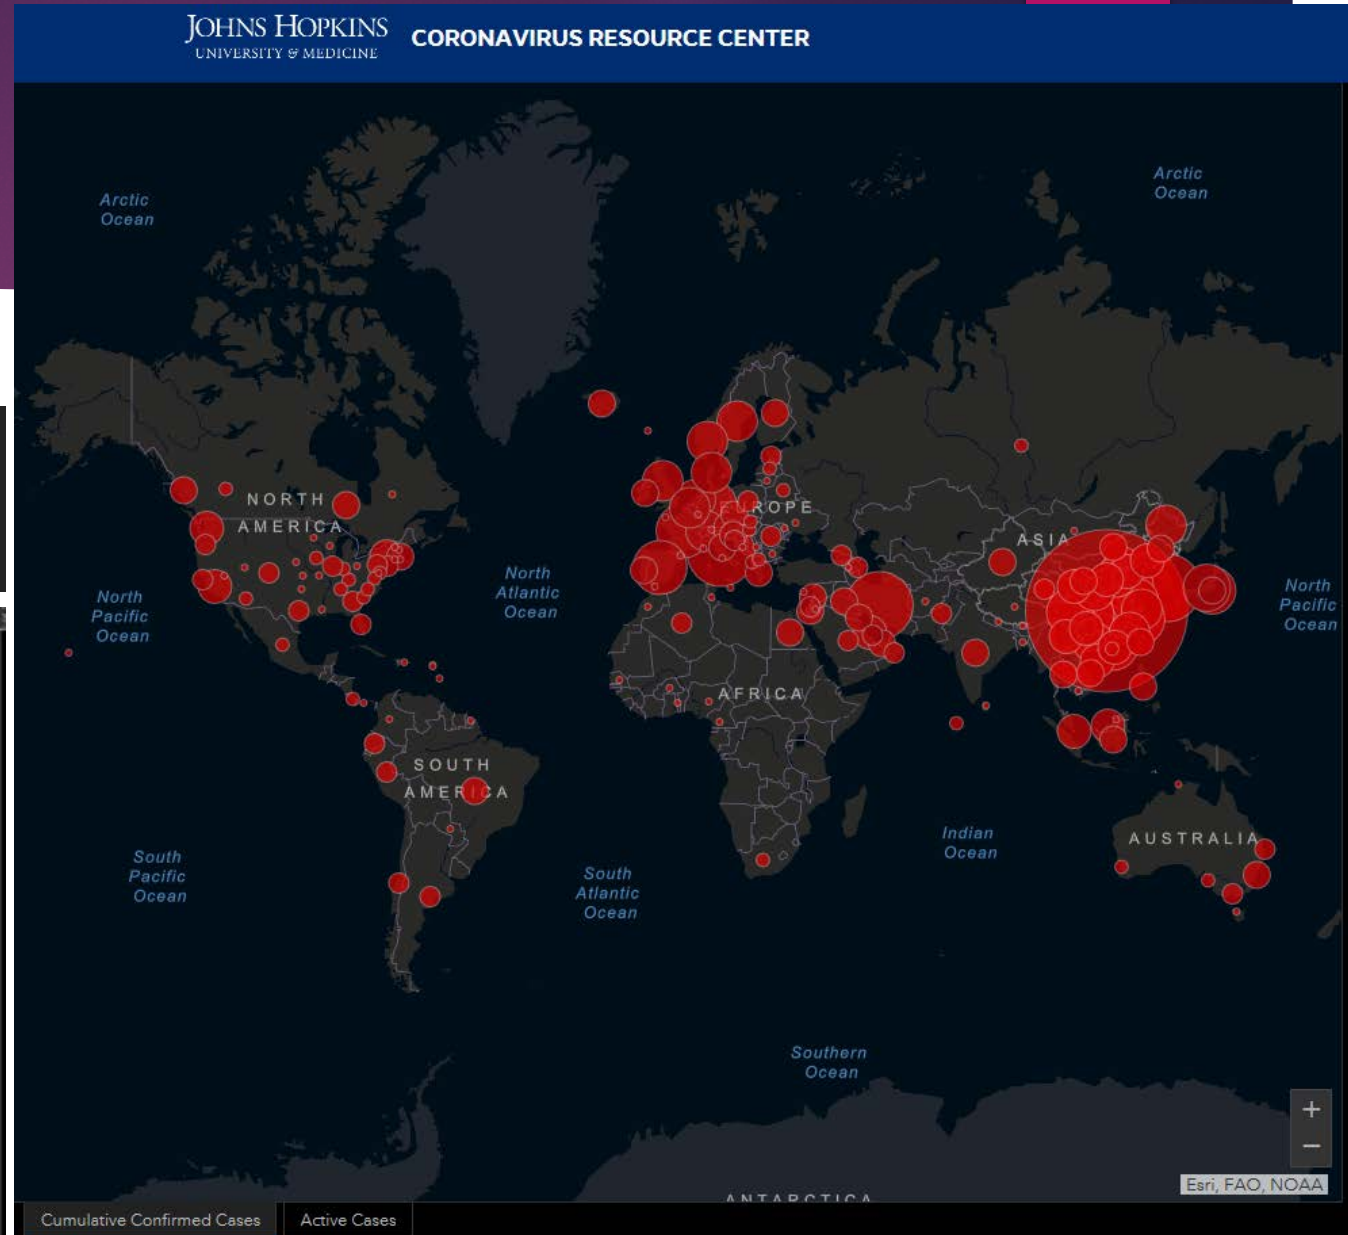 JOHNS HOPKINS
UNIVERSITY & MEDICINE
CORONAVIRUS RESOURCE CENTER
Arctic
Ocean
Arctic
Ocean
NORTH
AMERICA
EUROPE
ASIA
North
Pacific
Ocean
North
Atlantic
Ocean
North
Pacific
Ocean
AFRICA
SOUTH
AMERICA
South
Pacific
Ocean
South
Atlantic
Ocean
Indian
Ocean
AUSTRALIA
Southern
Ocean
+
−
Esri, FAO, NOAA
ANTARCTICA
Cumulative Confirmed Cases
Active Cases